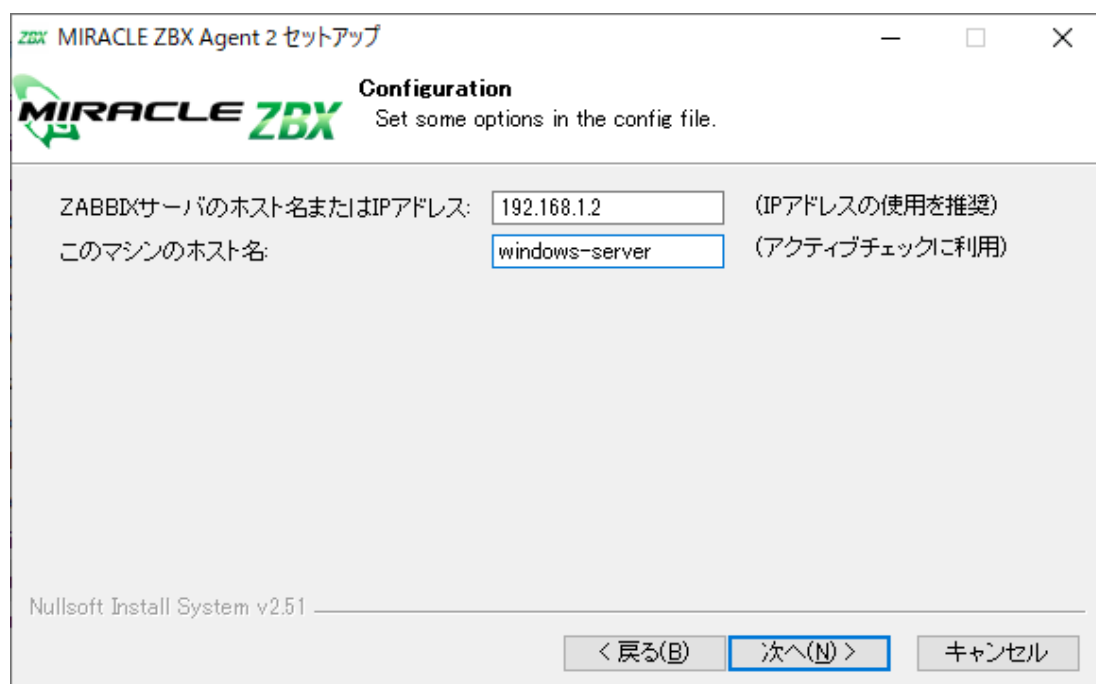 ZBX MIRACLE ZBX Agent 2 セットアップ
MIRACLE ZBX
Configuration
Set some options in the config file.
ZABBIXサーバのホスト名またはIPアドレス: 192.168.1.2 (IPアドレスの使用を推奨)
このマシンのホスト名: windows-server (アクティブチェックに利用)
Nullsoft Install System v2.51
< 戻る(B) 次へ(N) > キャンセル